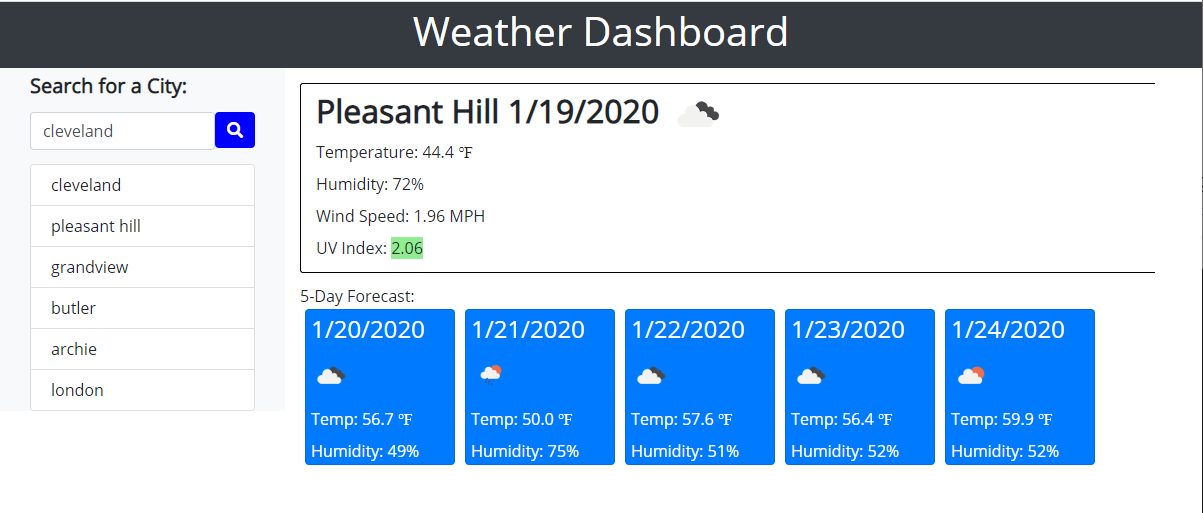 Weather Dashboard
Search for a City:
cleveland
cleveland
pleasant hill
grandview
butler
archie
london
Pleasant Hill 1/19/2020
Temperature: 44.4 °F
Humidity: 72%
Wind Speed: 1.96 MPH
UV Index: 2.06
5-Day Forecast:
1/20/2020
Temp: 56.7 °F
Humidity: 49%
1/21/2020
Temp: 50.0 °F
Humidity: 75%
1/22/2020
Temp: 57.6 °F
Humidity: 51%
1/23/2020
Temp: 56.4 °F
Humidity: 52%
1/24/2020
Temp: 59.9 °F
Humidity: 52%